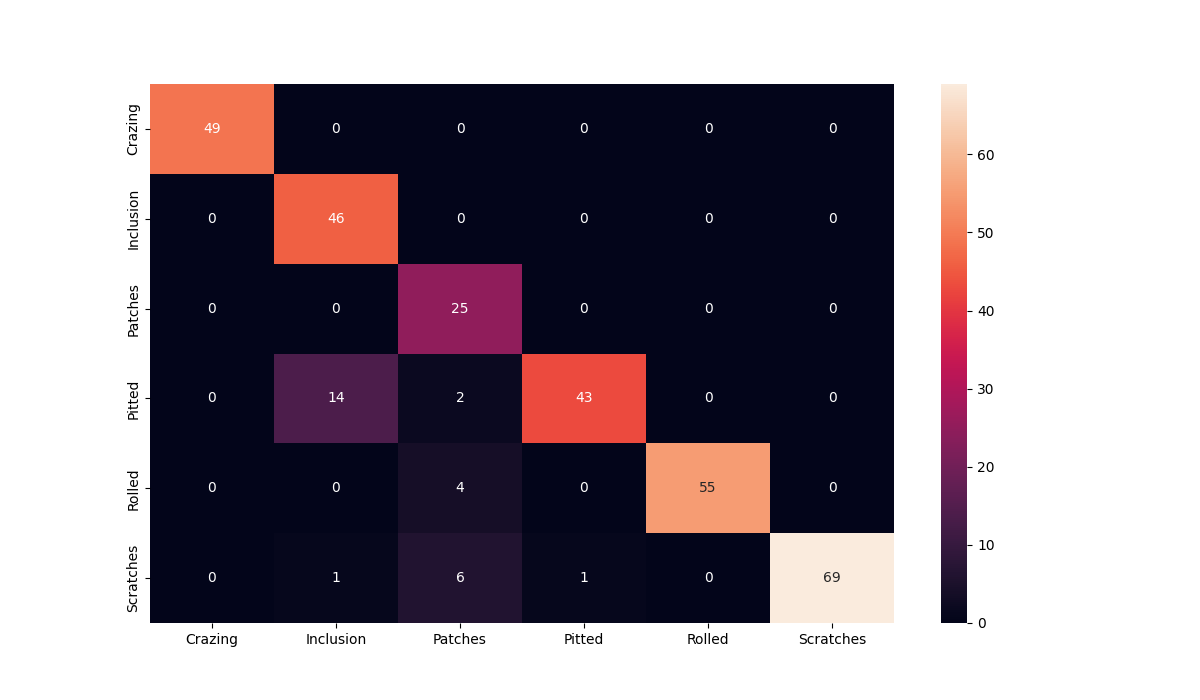 Crazing 49 0 0 0 0 0
Inclusion 0 46 0 0 0 0
Patches 0 0 25 0 0 0
Pitted 0 14 2 43 0 0
Rolled 0 0 4 0 55 0
Scratches 0 1 6 1 0 69
Crazing Inclusion Patches Pitted Rolled Scratches
60
50
40
30
20
10
0